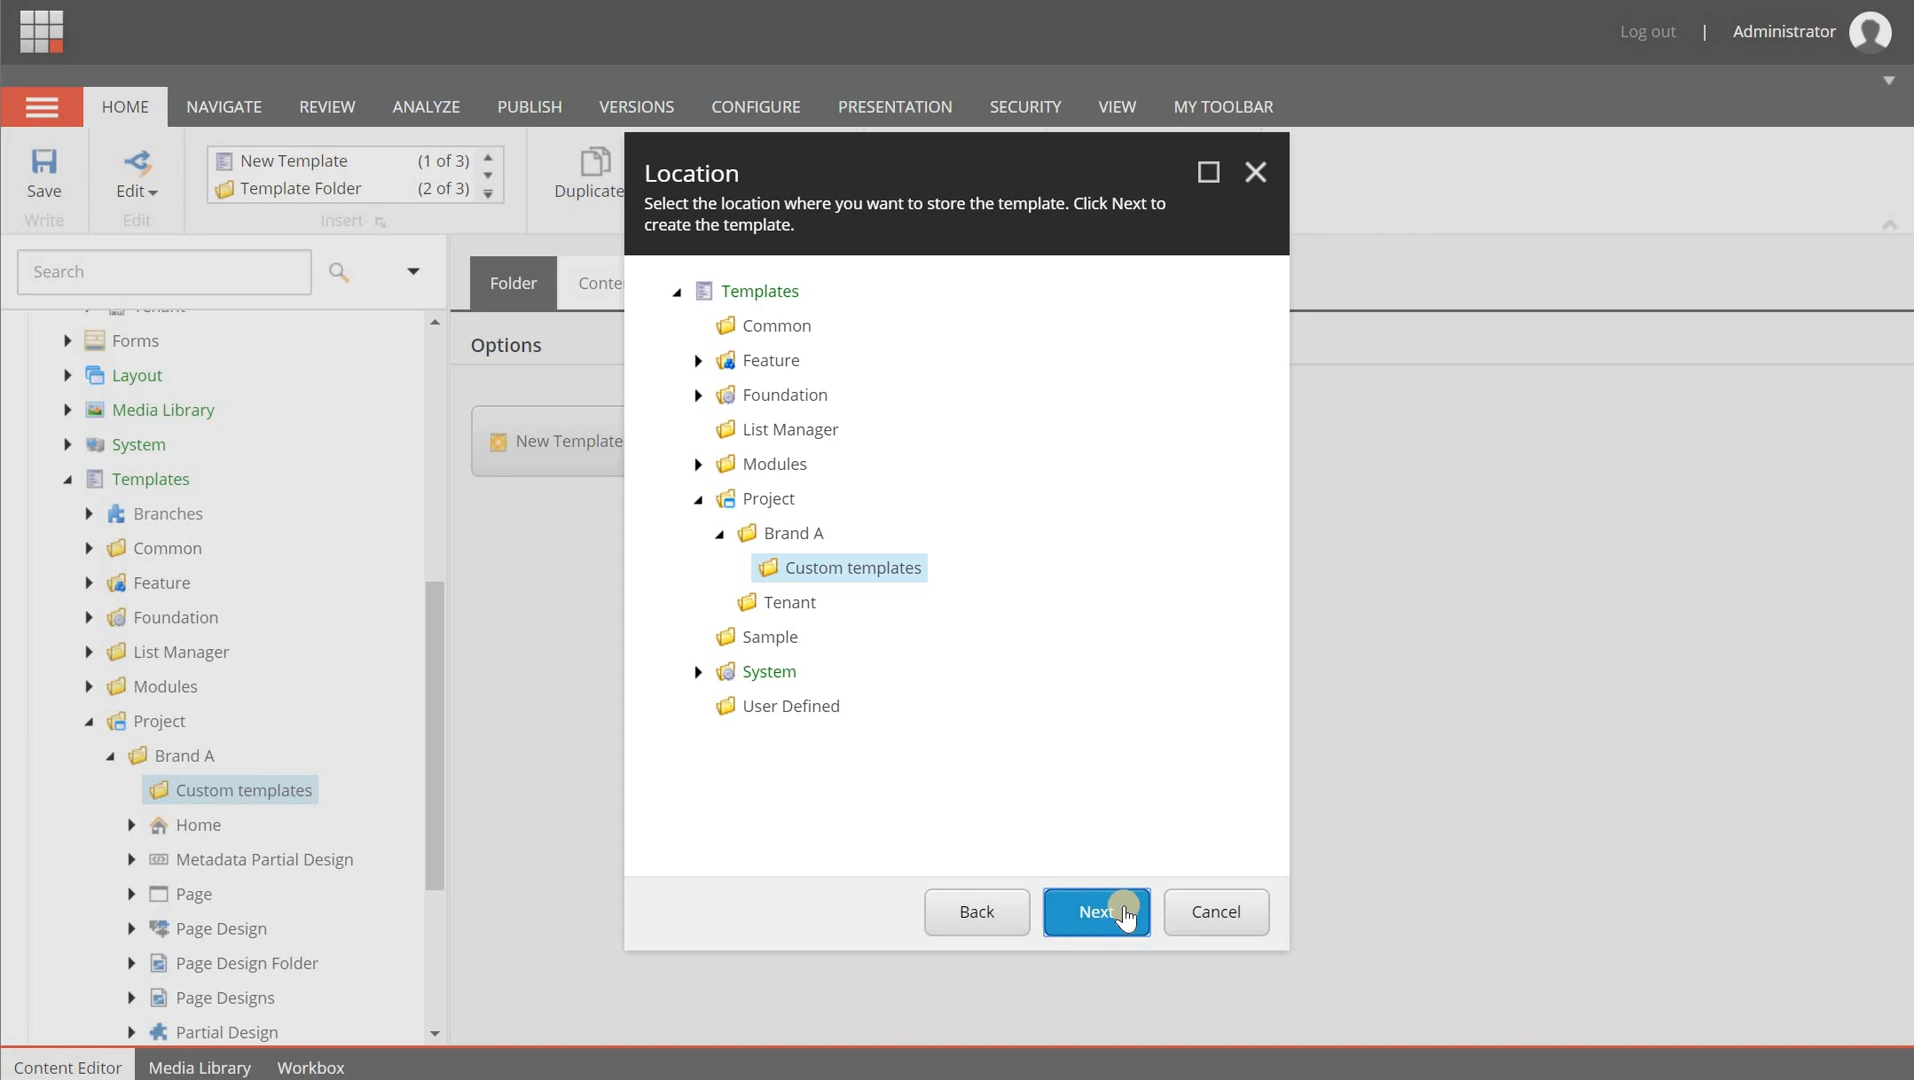 Log out | Administrator
HOME NAVIGATE REVIEW ANALYZE PUBLISH VERSIONS CONFIGURE PRESENTATION SECURITY VIEW MY TOOLBAR
Save
Write
Edit
Edit
New Template (1 of 3)
Template Folder (2 of 3)
Insert
Duplicate
Search
Tenant
Forms
Layout
Media Library
System
Templates
Branches
Common
Feature
Foundation
List Manager
Modules
Project
Brand A
Custom templates
Home
Metadata Partial Design
Page
Page Design
Page Design Folder
Page Designs
Partial Design
Folder Conte
Options
New Template
Location
Select the location where you want to store the template. Click Next to
create the template.
Templates
Common
Feature
Foundation
List Manager
Modules
Project
Brand A
Custom templates
Tenant
Sample
System
User Defined
Back Next Cancel
Content Editor Media Library Workbox